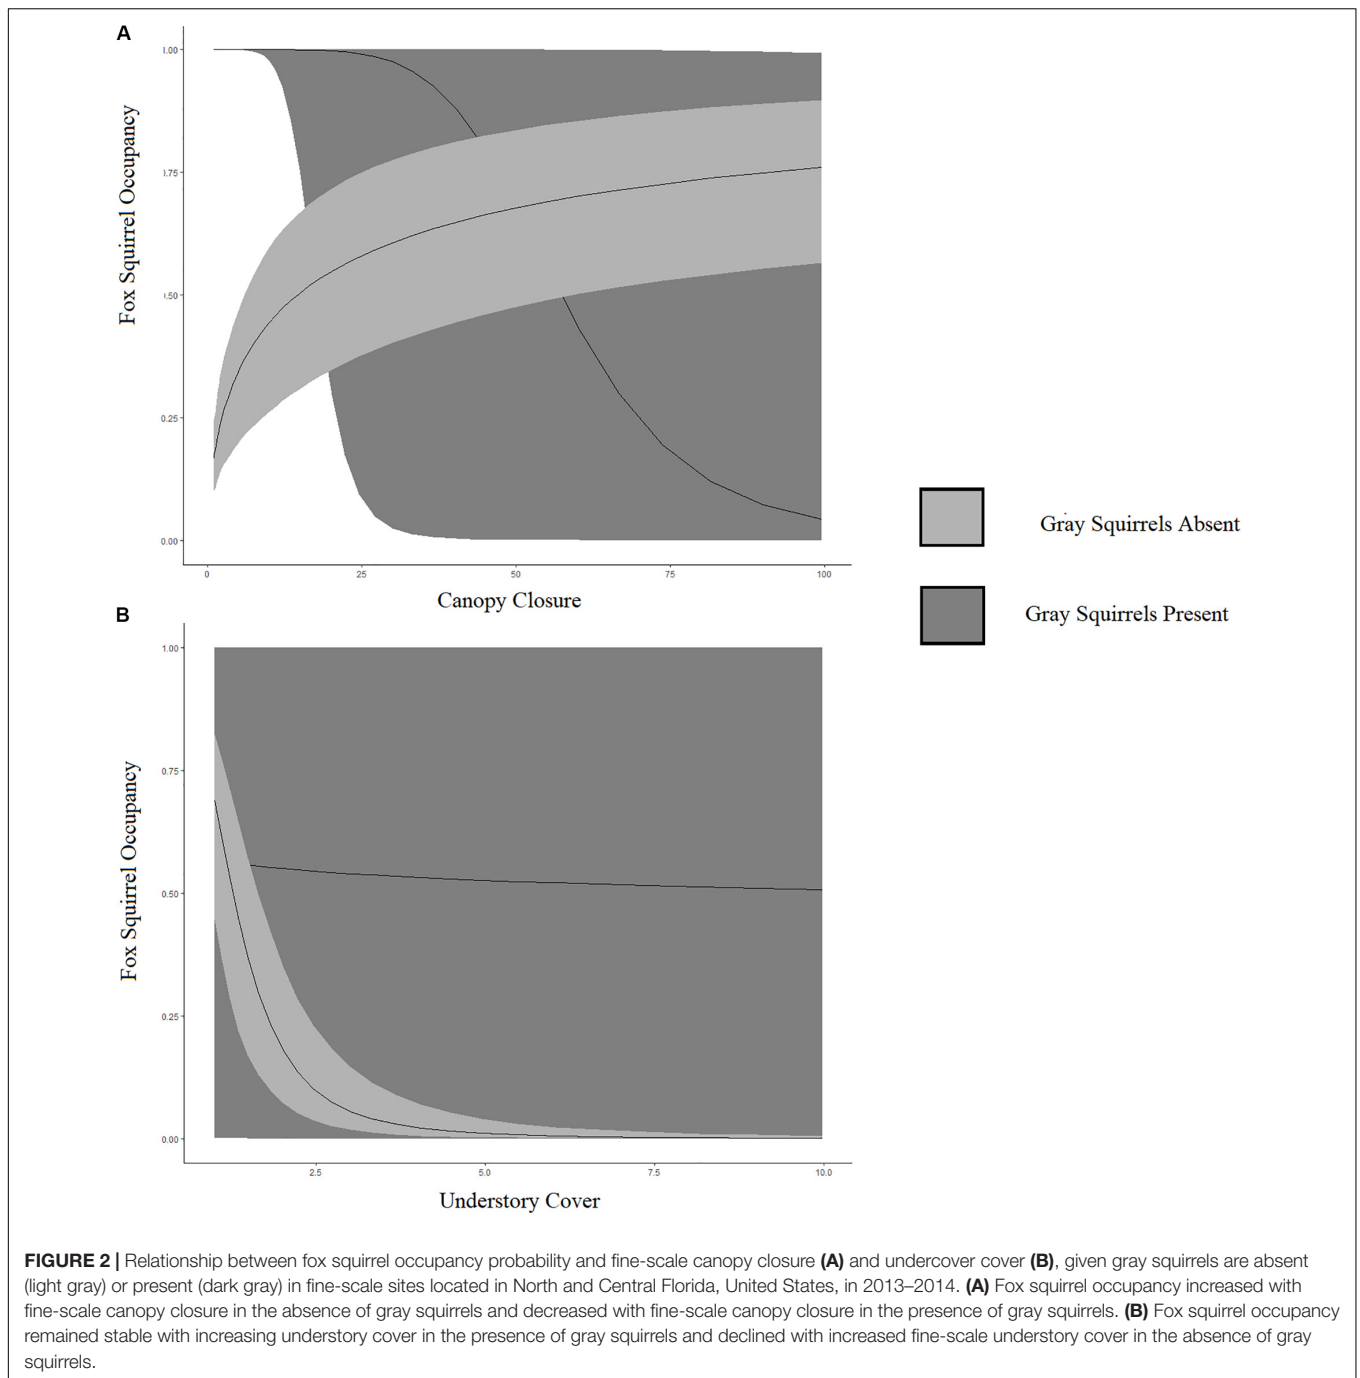 A
1.00
.75
.50
0.25
0.00
Fox Squirrel Occupancy
0 25 50 75 100
Canopy Closure
Gray Squirrels Absent
Gray Squirrels Present
B
1.00
0.75
0.50
0.25
0.00
Fox Squirrel Occupancy
2.5 5.0 7.5 10.0
Understory Cover
FIGURE 2 | Relationship between fox squirrel occupancy probability and fine-scale canopy closure (A) and undercover cover (B), given gray squirrels are absent
(light gray) or present (dark gray) in fine-scale sites located in North and Central Florida, United States, in 2013–2014. (A) Fox squirrel occupancy increased with
fine-scale canopy closure in the absence of gray squirrels and decreased with fine-scale canopy closure in the presence of gray squirrels. (B) Fox squirrel occupancy
remained stable with increasing understory cover in the presence of gray squirrels and declined with increased fine-scale understory cover in the absence of gray
squirrels.